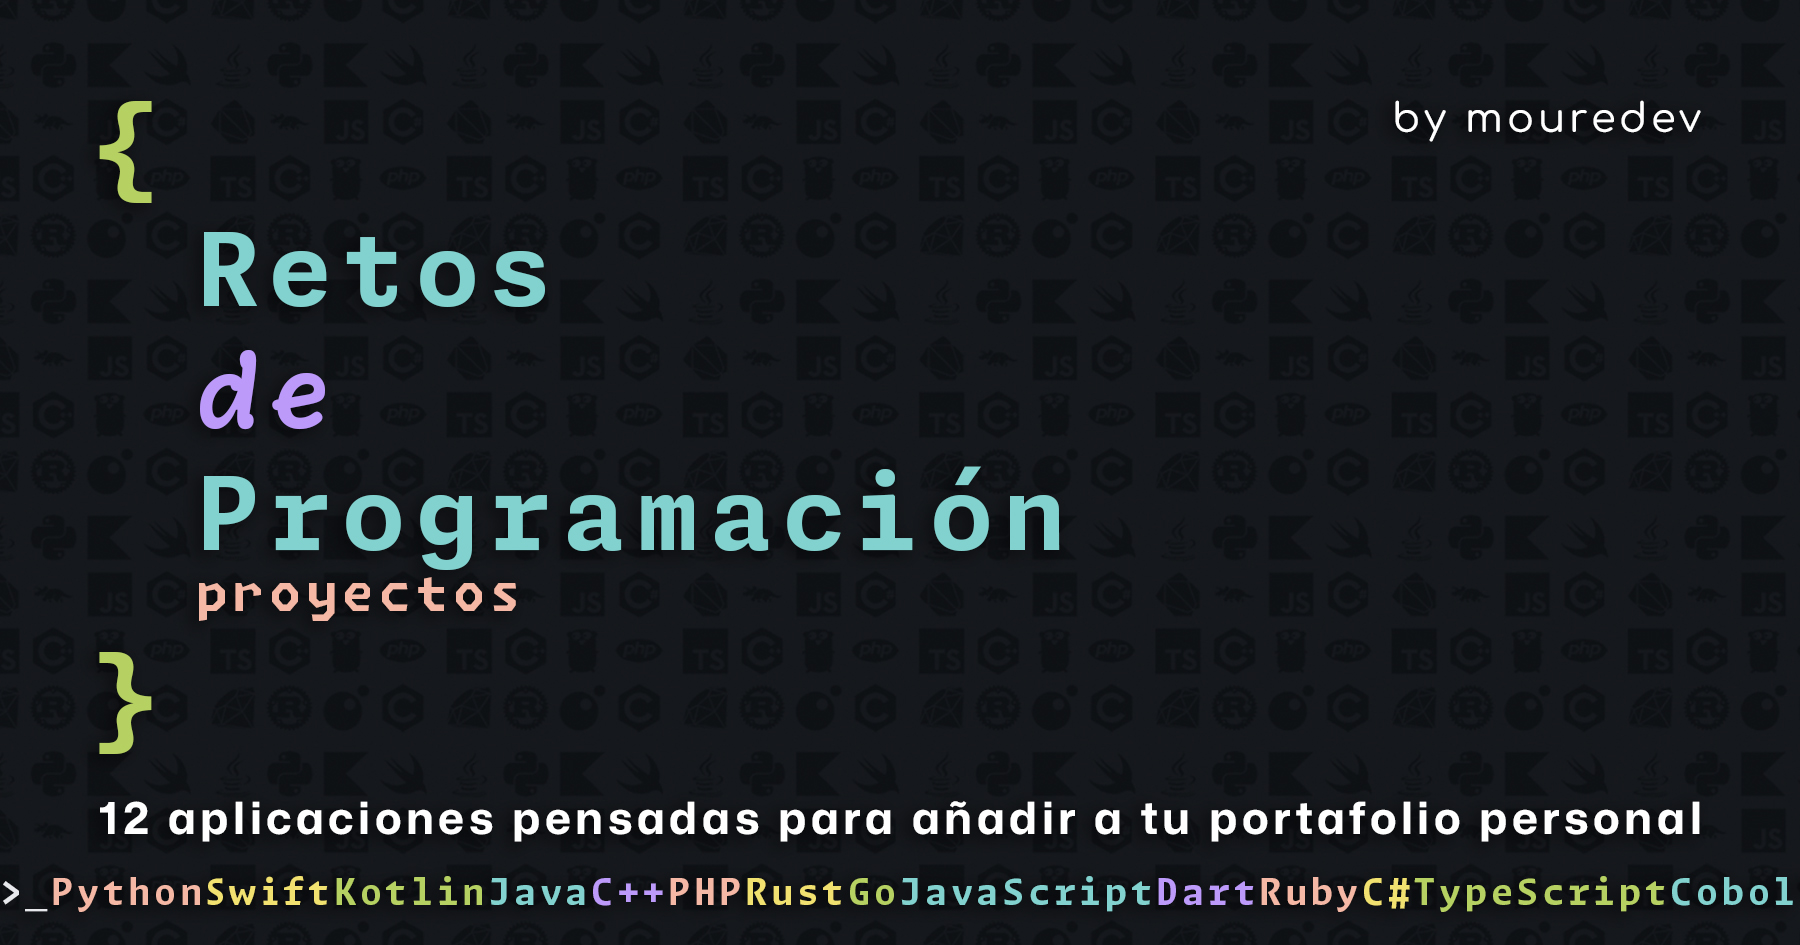 {
by mouredev
Retos
de
Programación
proyectos
}
12 aplicaciones pensadas para añadir a tu portafolio personal
>_PythonSwiftKotlinJavaC++PHPRustGoJavaScriptDartRubyC#TypeScriptCobol